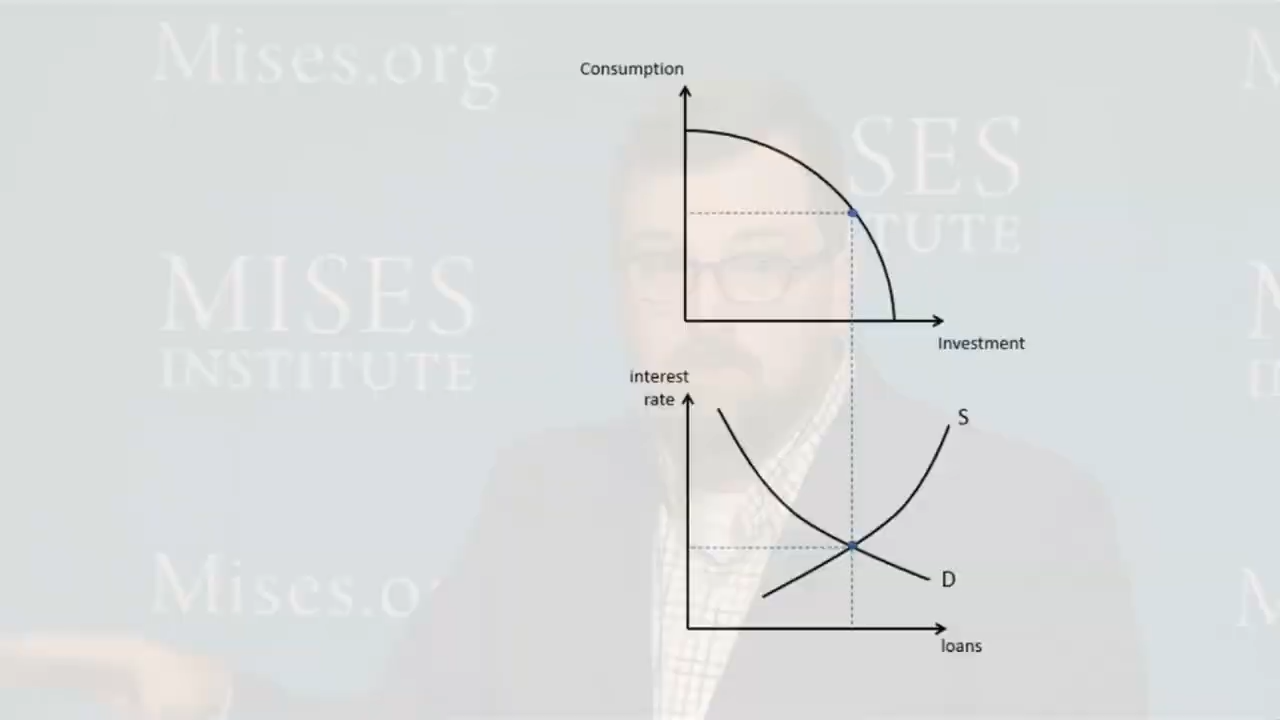 Mises.org
MISES
INSTITUTE
Mises.o
SES
TUTE
Consumption
Investment
interest
rate
S
D
loans